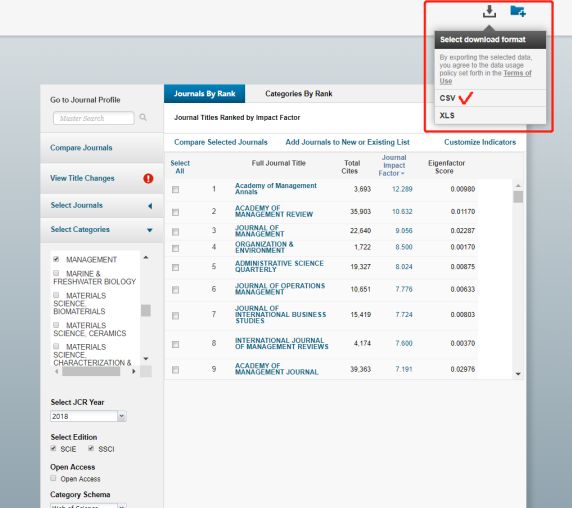 Select download format
By exporting the selected data,
you agree to the data usage
policy set forth in the Terms of
Use
CSV
XLS
Go to Journal Profile
Master Search
Compare Journals
View Title Changes
Select Journals
Select Categories
MANAGEMENT
MARINE &
FRESHWATER BIOLOGY
MATERIALS
SCIENCE,
BIOMATERIALS
MATERIALS
SCIENCE, CERAMICS
MATERIALS
SCIENCE,
CHARACTERIZATION &
Select JCR Year
2018
Select Edition
SCIE SSCI
Open Access
Open Access
Category Schema
Web of Science
Journals By Rank Categories By Rank
Journal Titles Ranked by Impact Factor
Compare Selected Journals Add Journals to New or Existing List Customize Indicators
Select All Full Journal Title Total Cites Journal Impact Factor Eigenfactor Score
1 Academy of Management Annals 3,693 12.289 0.00980
2 ACADEMY OF MANAGEMENT REVIEW 35,903 10.632 0.01170
3 JOURNAL OF MANAGEMENT 22,640 9.056 0.02287
4 ORGANIZATION & ENVIRONMENT 1,722 8.500 0.00170
5 ADMINISTRATIVE SCIENCE QUARTERLY 19,327 8.024 0.00875
6 JOURNAL OF OPERATIONS MANAGEMENT 10,651 7.776 0.00633
7 JOURNAL OF INTERNATIONAL BUSINESS STUDIES 15,419 7.724 0.00803
8 INTERNATIONAL JOURNAL OF MANAGEMENT REVIEWS 4,174 7.600 0.00370
9 ACADEMY OF MANAGEMENT JOURNAL 39,363 7.191 0.02976